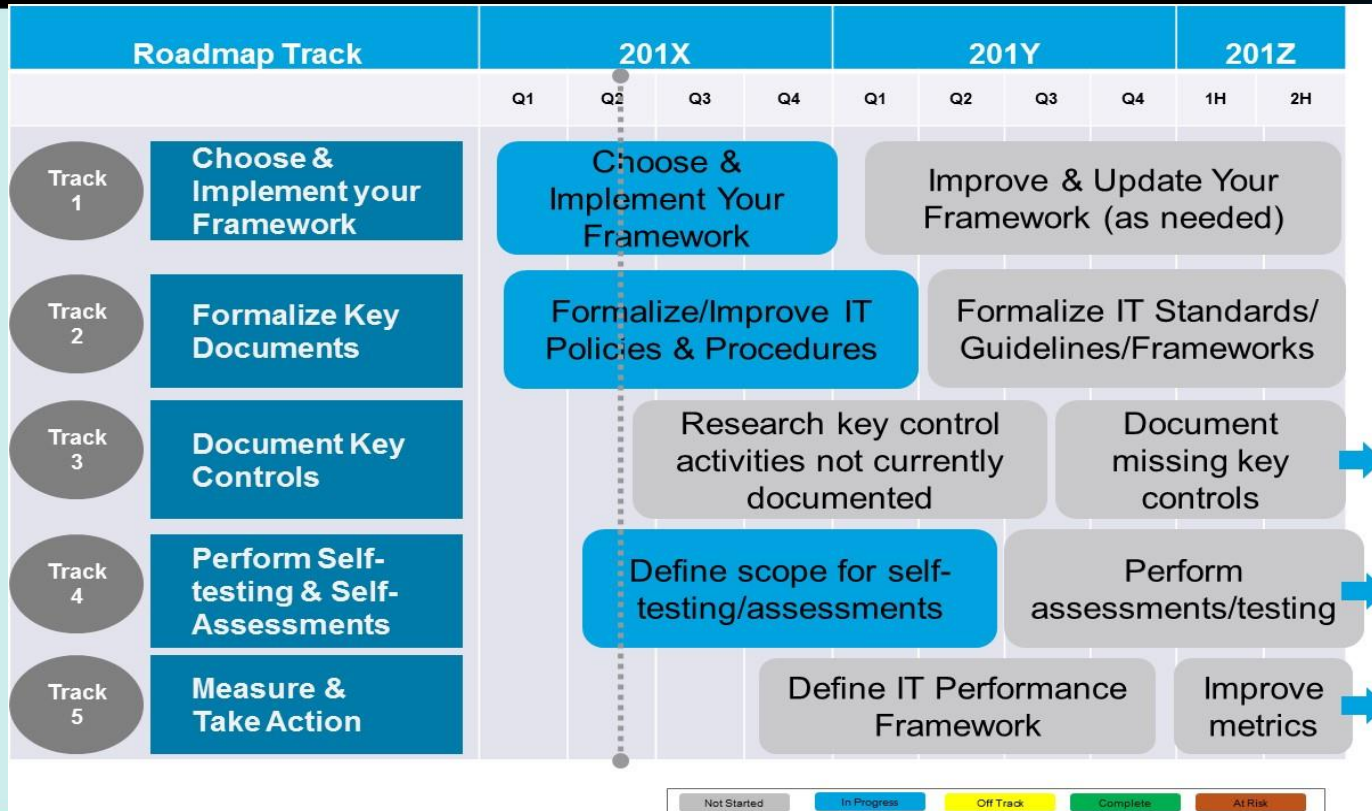 Roadmap Track 201X 201Y 201Z
Q1 Q2 Q3 Q4 Q1 Q2 Q3 Q4 1H 2H
Track
1
Choose &
Implement your
Framework
Choose &
Implement Your
Framework
Improve & Update Your
Framework (as needed)
Track
2
Formalize Key
Documents
Formalize/Improve IT
Policies & Procedures
Formalize IT Standards/
Guidelines/Frameworks
Track
3
Document Key
Controls
Research key control
activities not currently
documented
Document
missing key
controls
Track
4
Perform Self-
testing & Self-
Assessments
Define scope for self-
testing/assessments
Perform
assessments/testing
Track
5
Measure &
Take Action
Define IT Performance
Framework
Improve
metrics
Not Started In Progress Off Track Complete At Risk